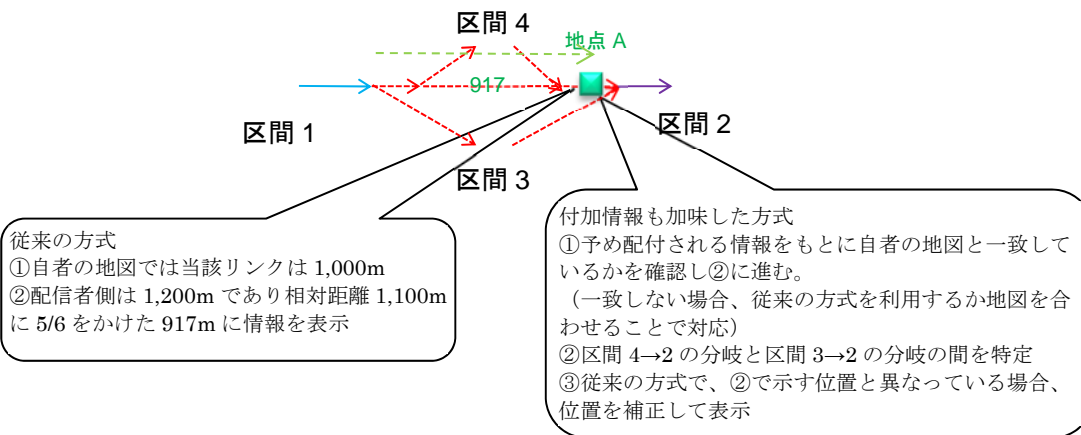 区間 4
地点 A
917
区間 1
区間 2
区間 3
従来の方式
①自者の地図では当該リンクは 1,000m
②配信者側は 1,200m であり相対距離 1,100m
に 5/6 をかけた 917m に情報を表示
付加情報も加味した方式
①予め配付される情報をもとに自者の地図と一致して
いるかを確認し②に進む。
（一致しない場合、従来の方式を利用するか地図を合
わせることで対応）
②区間 4→2 の分岐と区間 3→2 の分岐の間を特定
③従来の方式で、②で示す位置と異なっている場合、
位置を補正して表示